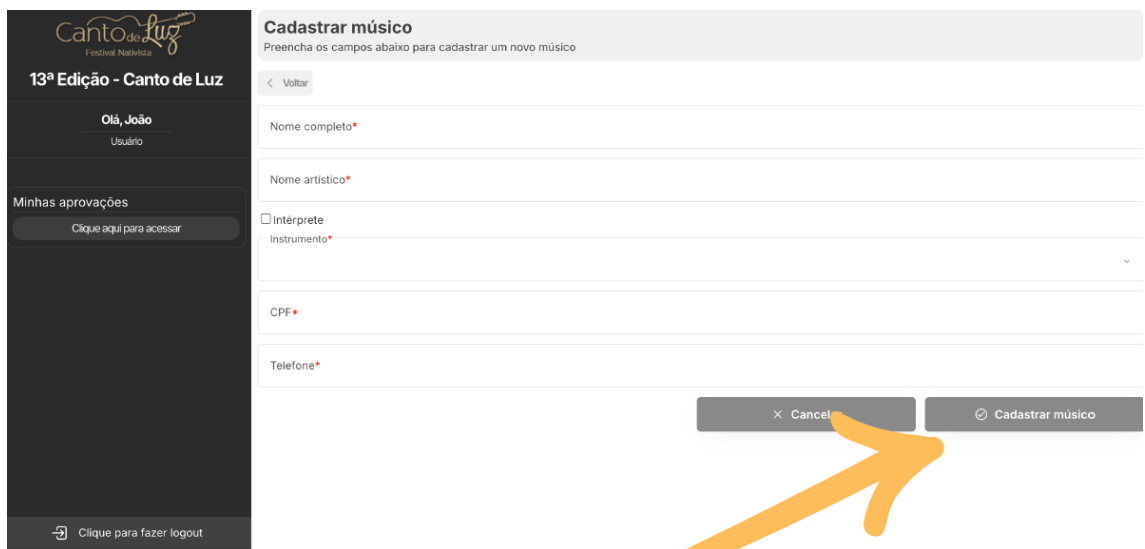 Canto de Luz
Festival Nativista
13ª Edição - Canto de Luz
Olá, João
Usuário
Minhas aprovações
Clique aqui para acessar
Clique para fazer logout
Cadastrar músico
Preencha os campos abaixo para cadastrar um novo músico
Voltar
Nome completo*
Nome artístico*
Intérprete
Instrumento*
CPF*
Telefone*
Cancel
Cadastrar músico